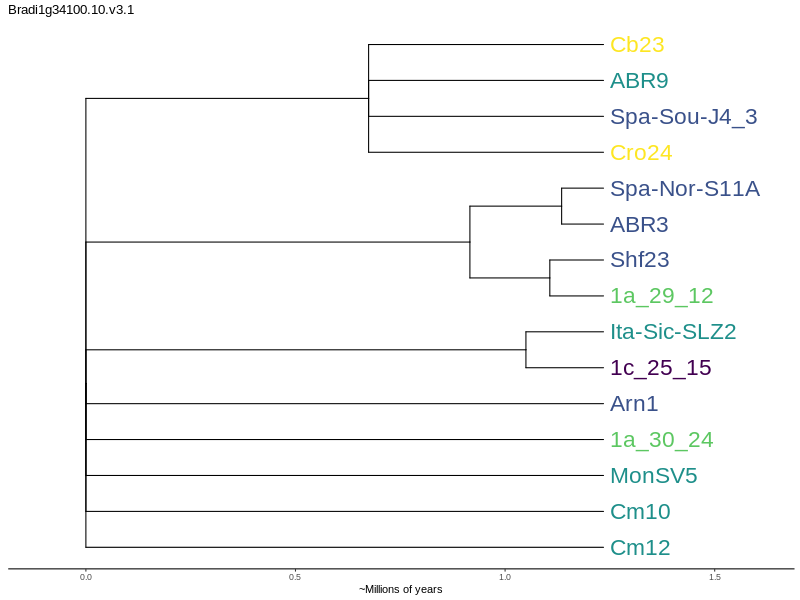 Bradi1g34100.10.v3.1
Cb23
ABR9
Spa-Sou-J4_3
Cro24
Spa-Nor-S11A
ABR3
Shf23
1a_29_12
Ita-Sic-SLZ2
1c_25_15
Arn1
1a_30_24
MonSV5
Cm10
Cm12
0.0 0.5 1.0 1.5
~Millions of years